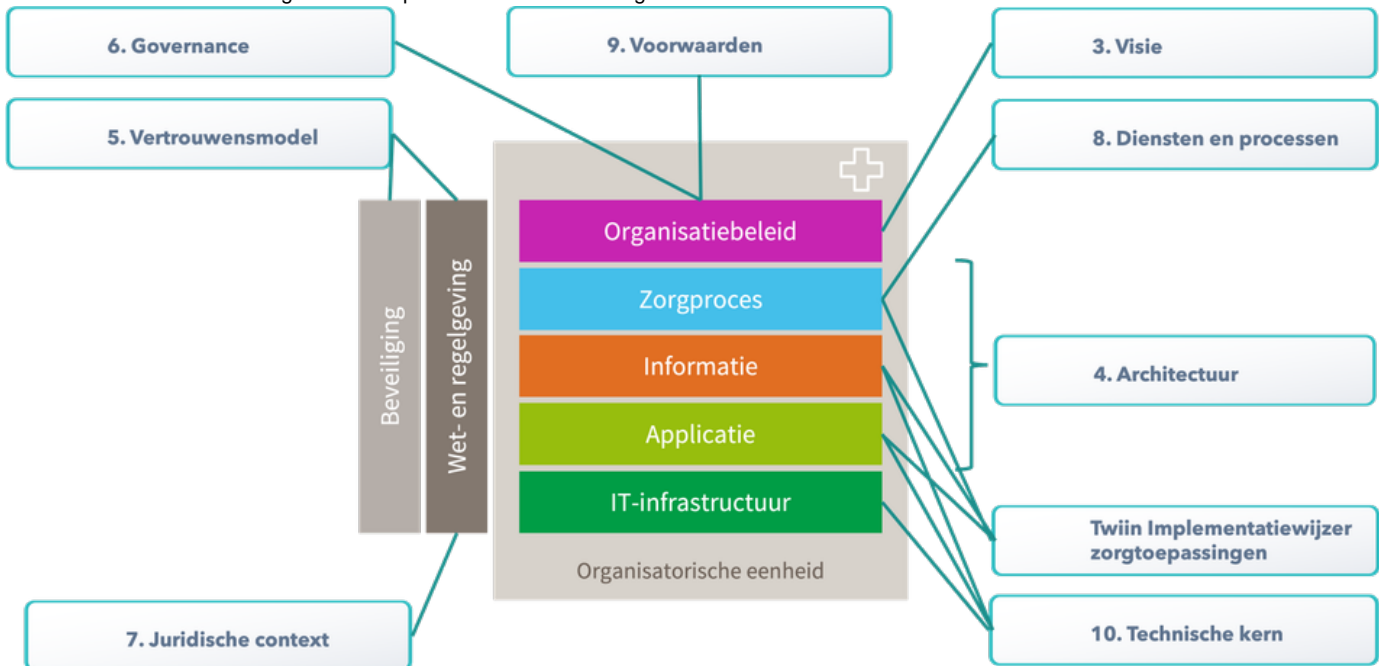 6. Governance
9. Voorwaarden
3. Visie
5. Vertrouwensmodel
8. Diensten en processen
Organisatiebeleid
Zorgproces
Informatie
Applicatie
IT-infrastructuur
Organisatorische eenheid
Beveiliging
Wet- en regelgeving
4. Architectuur
Twiin Implementatiewijzer
zorgtoepassingen
7. Juridische context
10. Technische kern